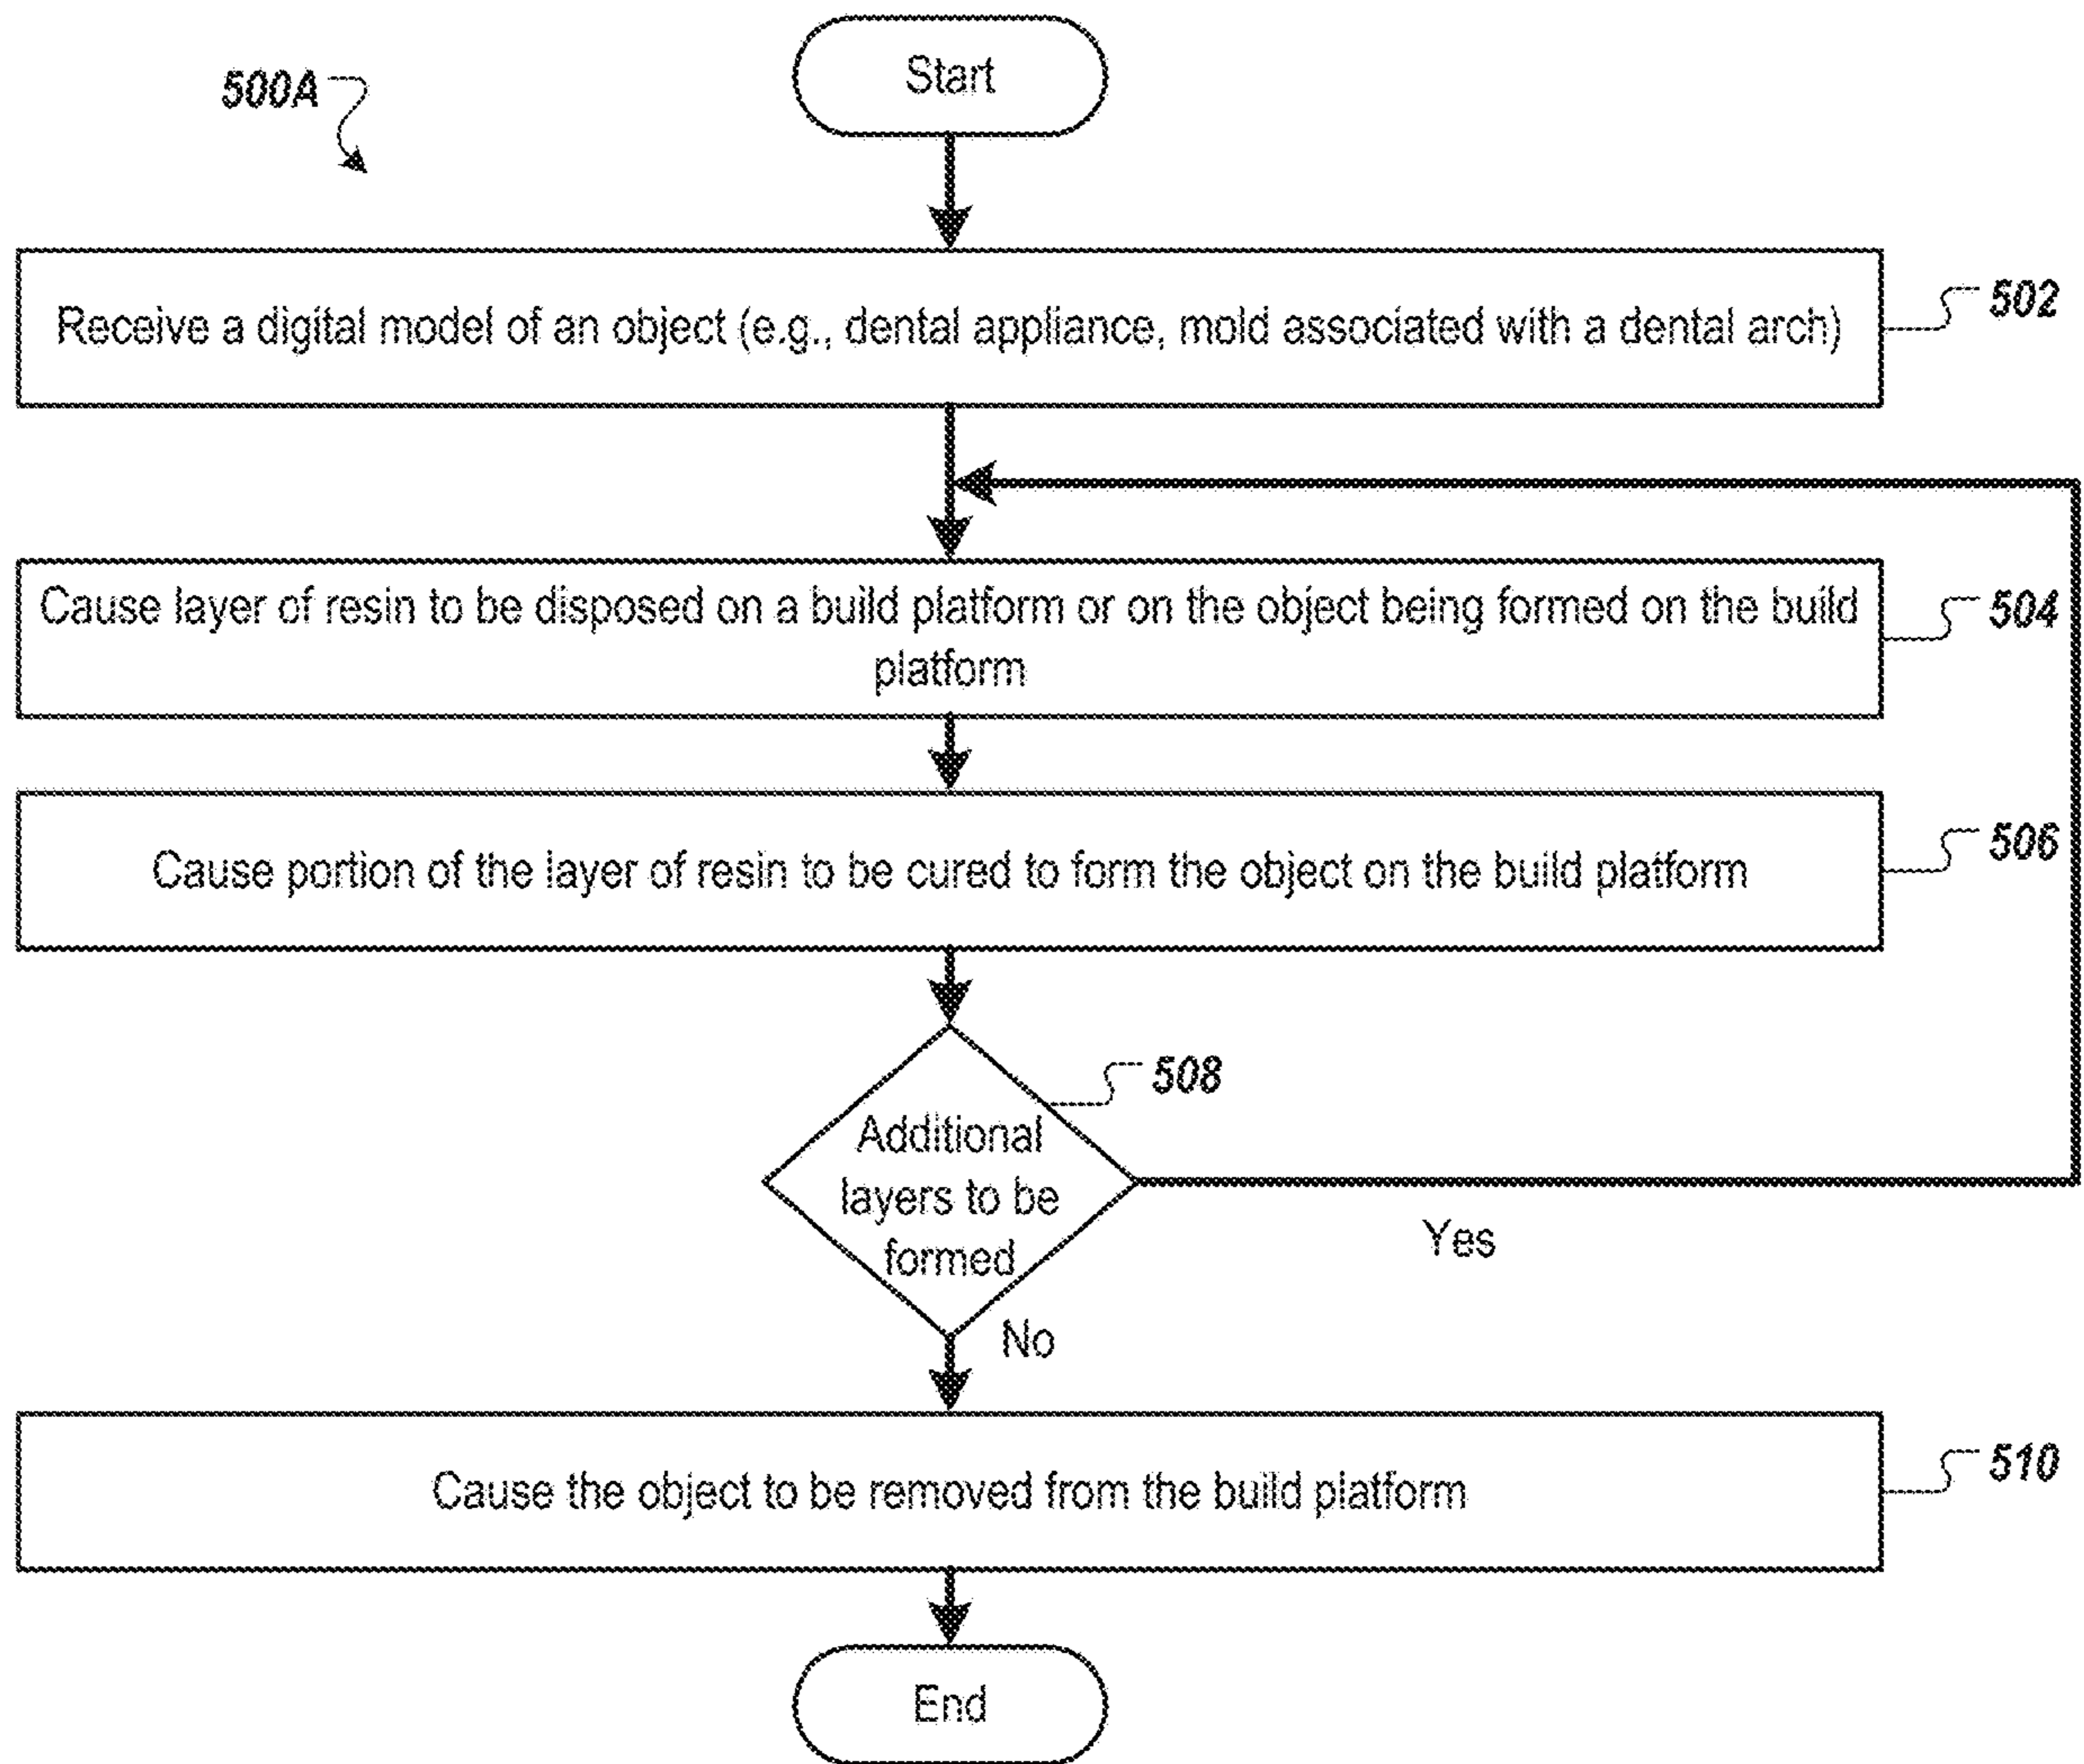 Start
500A
Receive a digital model of an object (e.g., dental appliance, mold associated with a dental arch)
502
Cause layer of resin to be disposed on a build platform or on the object being formed on the build
platform
504
Cause portion of the layer of resin to be cured to form the object on the build platform
506
Additional
layers to be
formed
508
Yes
No
Cause the object to be removed from the build platform
510
End